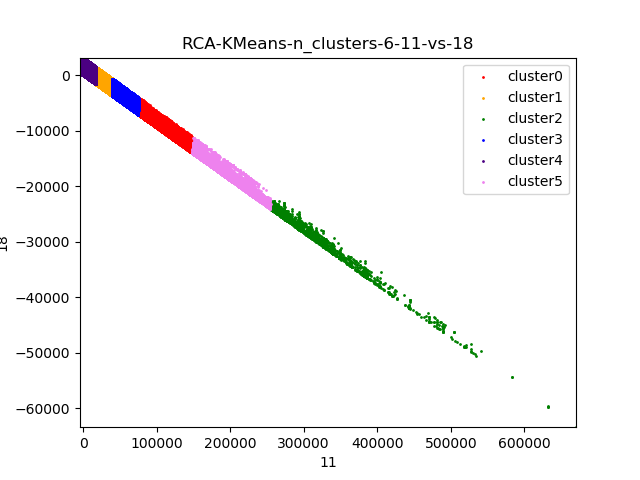 RCA-KMeans-n_clusters-6-11-vs-18
cluster0
cluster1
cluster2
cluster3
cluster4
cluster5
0
−10000
−20000
−30000
−40000
−50000
−60000
18
0
100000
200000
300000
400000
500000
600000
11